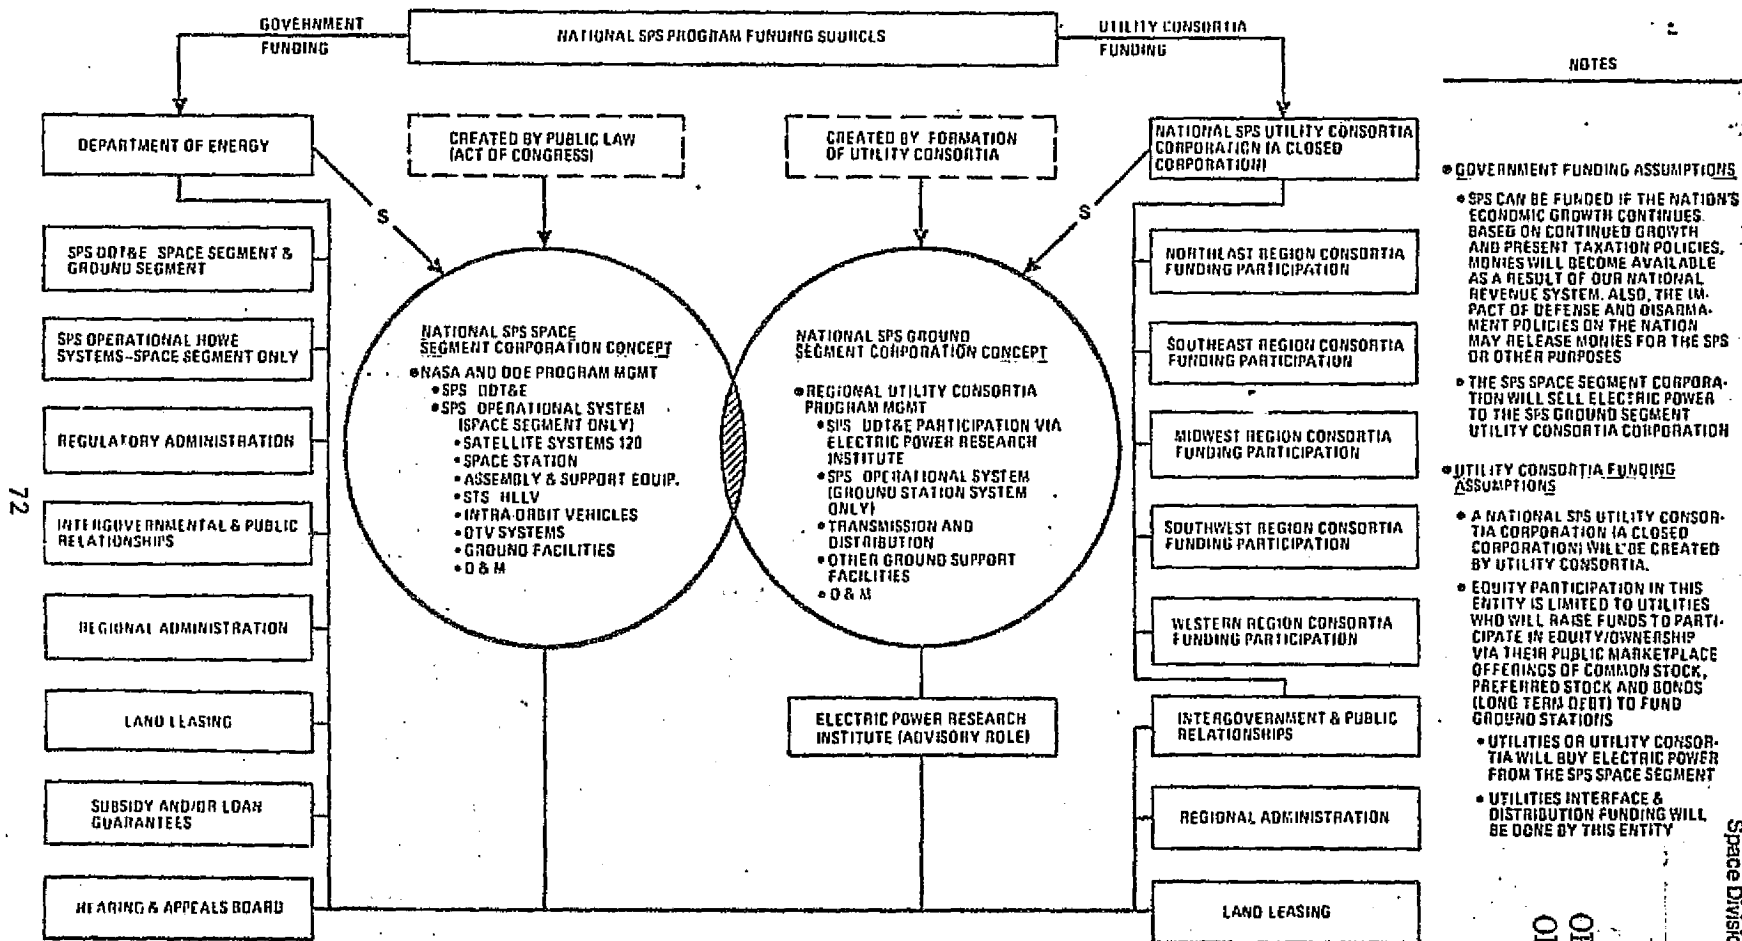 GOVERNMENT
FUNDING
NATIONAL SPS PROGRAM FUNDING SOURCES
UTILITY CONSORTIA
FUNDING
DEPARTMENT OF ENERGY
CREATED BY PUBLIC LAW
(ACT OF CONGRESS)
CREATED BY FORMATION
OF UTILITY CONSORTIA
NATIONAL SPS UTILITY CONSORTIA
CORPORATION (A CLOSED
CORPORATION)
S
S
SPS DDT&E SPACE SEGMENT &
GROUND SEGMENT
SPS OPERATIONAL HDWE
SYSTEMS-SPACE SEGMENT ONLY
REGULATORY ADMINISTRATION
INTERGOVERNMENTAL & PUBLIC
RELATIONSHIPS
REGIONAL ADMINISTRATION
LAND LEASING
SUBSIDY AND/OR LOAN
GUARANTEES
HEARING & APPEALS BOARD
NATIONAL SPS SPACE
SEGMENT CORPORATION CONCEPT
• NASA AND DOE PROGRAM MGMT
• SPS DDT&E
• SPS OPERATIONAL SYSTEM
(SPACE SEGMENT ONLY)
• SATELLITE SYSTEMS 120
• SPACE STATION
• ASSEMBLY & SUPPORT EQUIP.
• STS HLLV
• INTRA-ORBIT VEHICLES
• OTV SYSTEMS
• GROUND FACILITIES
• O & M
NATIONAL SPS GROUND
SEGMENT CORPORATION CONCEPT
• REGIONAL UTILITY CONSORTIA
PROGRAM MGMT
• SPS DDT&E PARTICIPATION VIA
ELECTRIC POWER RESEARCH
INSTITUTE
• SPS OPERATIONAL SYSTEM
(GROUND STATION SYSTEM
ONLY)
• TRANSMISSION AND
DISTRIBUTION
• OTHER GROUND SUPPORT
FACILITIES
• O & M
ELECTRIC POWER RESEARCH
INSTITUTE (ADVISORY ROLE)
NORTHEAST REGION CONSORTIA
FUNDING PARTICIPATION
SOUTHEAST REGION CONSORTIA
FUNDING PARTICIPATION
MIDWEST REGION CONSORTIA
FUNDING PARTICIPATION
SOUTHWEST REGION CONSORTIA
FUNDING PARTICIPATION
WESTERN REGION CONSORTIA
FUNDING PARTICIPATION
INTERGOVERNMENT & PUBLIC
RELATIONSHIPS
REGIONAL ADMINISTRATION
LAND LEASING
NOTES
• GOVERNMENT FUNDING ASSUMPTIONS
• SPS CAN BE FUNDED IF THE NATION'S
ECONOMIC GROWTH CONTINUES.
BASED ON CONTINUED GROWTH
AND PRESENT TAXATION POLICIES,
MONIES WILL BECOME AVAILABLE
AS A RESULT OF OUR NATIONAL
REVENUE SYSTEM. ALSO, THE IM-
PACT OF DEFENSE AND DISARMA-
MENT POLICIES ON THE NATION
MAY RELEASE MONIES FOR THE SPS
OR OTHER PURPOSES
• THE SPS SPACE SEGMENT CORPORA-
TION WILL SELL ELECTRIC POWER
TO THE SPS GROUND SEGMENT
UTILITY CONSORTIA CORPORATION
• UTILITY CONSORTIA FUNDING
ASSUMPTIONS
• A NATIONAL SPS UTILITY CONSOR-
TIA CORPORATION (A CLOSED
CORPORATION) WILL BE CREATED
BY UTILITY CONSORTIA.
• EQUITY PARTICIPATION IN THIS
ENTITY IS LIMITED TO UTILITIES
WHO WILL RAISE FUNDS TO PARTI-
CIPATE IN EQUITY/OWNERSHIP
VIA THEIR PUBLIC MARKETPLACE
OFFERINGS OF COMMON STOCK,
PREFERRED STOCK AND BONDS
(LONG TERM DEBT) TO FUND
GROUND STATIONS
• UTILITIES OR UTILITY CONSOR-
TIA WILL BUY ELECTRIC POWER
FROM THE SPS SPACE SEGMENT
• UTILITIES INTERFACE &
DISTRIBUTION FUNDING WILL
BE DONE BY THIS ENTITY
72
Space Division